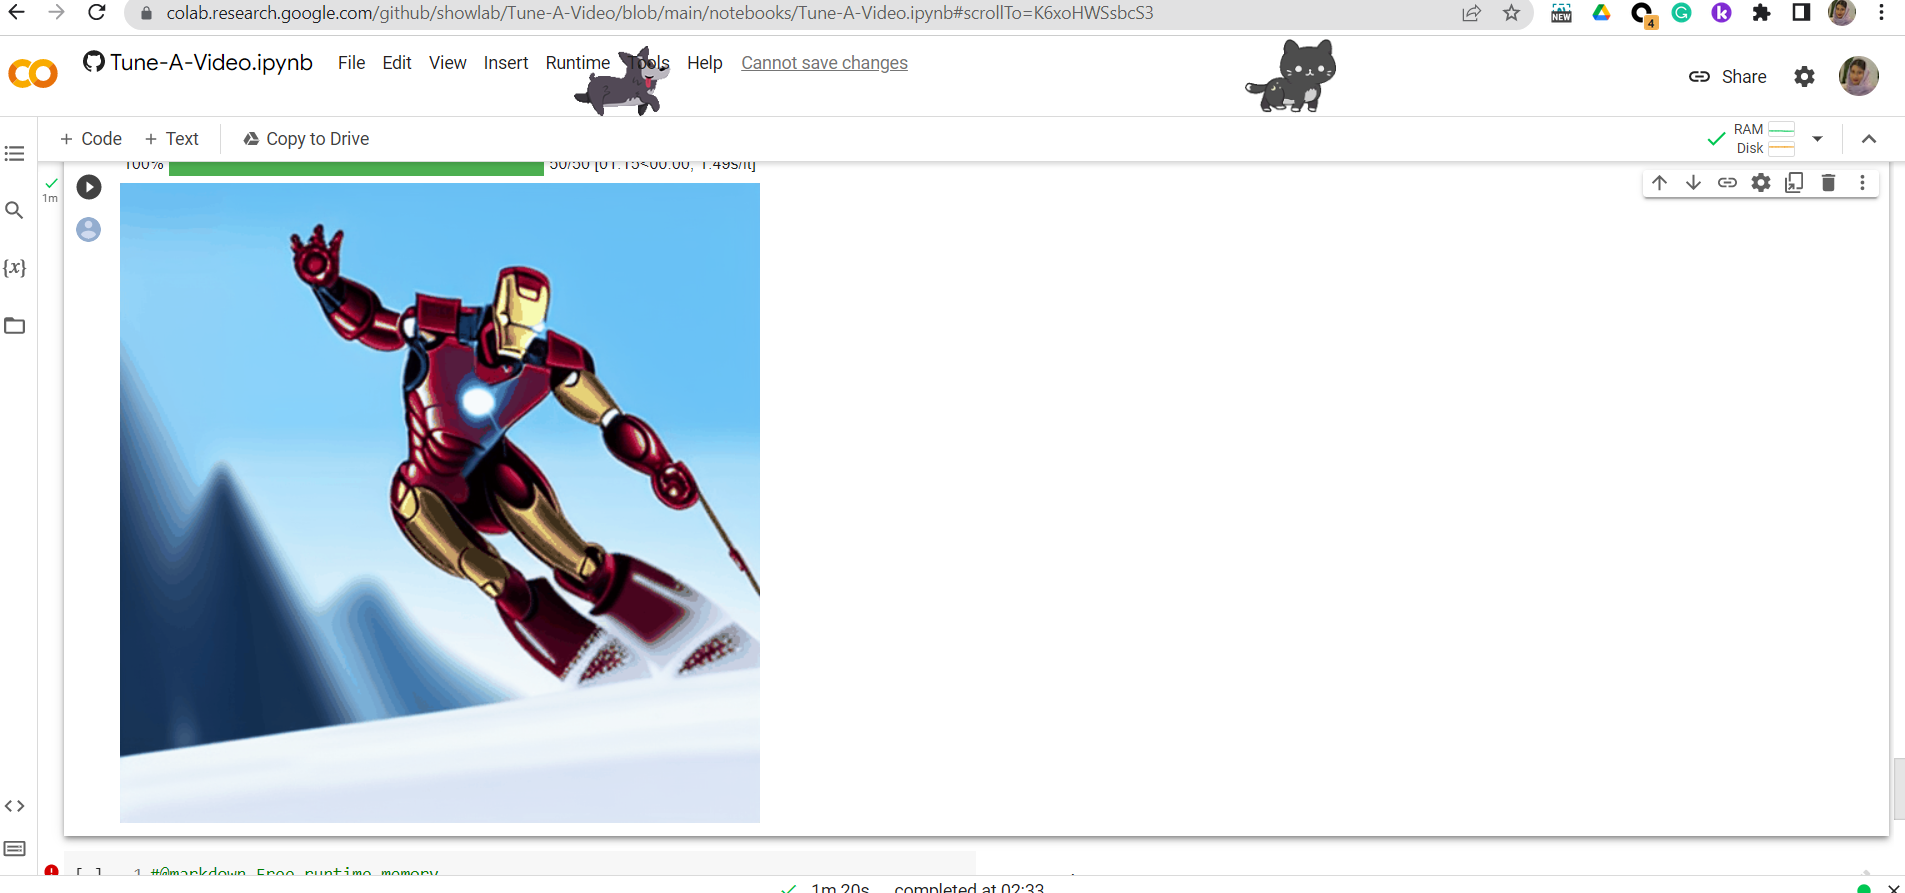 colab.research.google.com/github/showlab/Tune-A-Video/blob/main/notebooks/Tune-A-Video.ipynb#scrollTo=K6xoHWSsbcS3
NEW
4
Tune-A-Video.ipynb
File Edit View Insert Runtime Tools Help Cannot save changes
Share
+ Code + Text Copy to Drive
RAM
Disk
100% 50/50 [01:15<00:00, 1.49s/it]
1m
{x}
[ ] 1 #@markdown Free runtime memory
1m 20s completed at 02:33